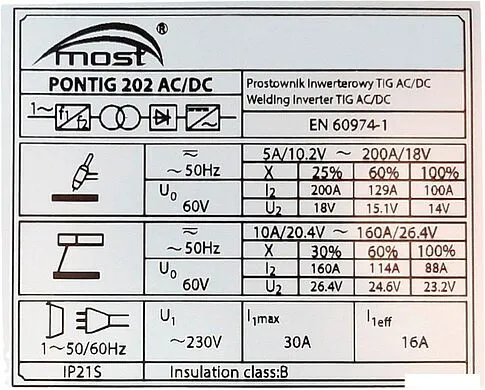 most®
PONTIG 202 AC/DC
Prostownik Inwerterowy TIG AC/DC
Welding Inverter TIG AC/DC
1~ f1 f2
EN 60974-1
5A/10.2V ~ 200A/18V
~50Hz X 25% 60% 100%
U0 60V I2 200A 129A 100A
U2 18V 15.1V 14V
10A/20.4V ~ 160A/26.4V
~50Hz X 30% 60% 100%
U0 60V I2 160A 114A 88A
U2 26.4V 24.6V 23.2V
1~50/60Hz U1 ~230V I1max 30A I1eff 16A
IP21S Insulation class:B